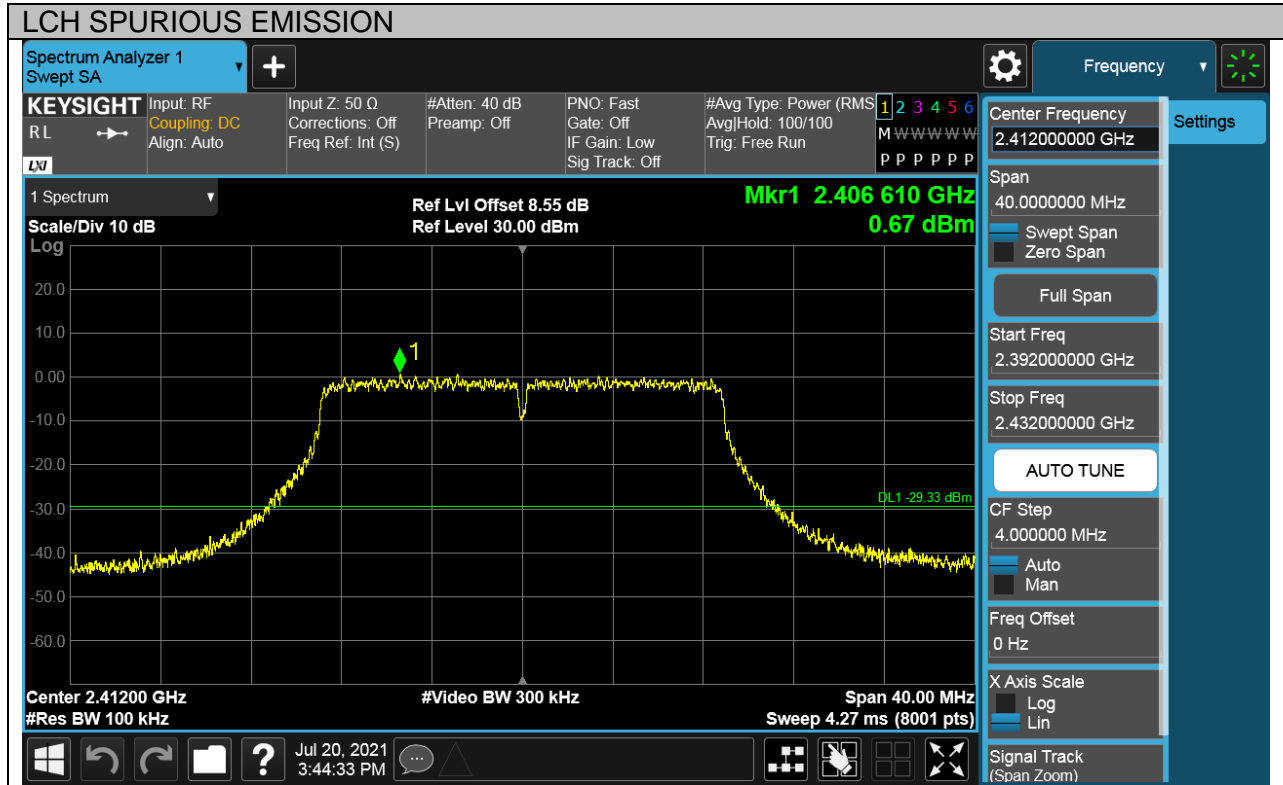 LCH SPURIOUS EMISSION
Spectrum Analyzer 1
Swept SA
+
Frequency
KEYSIGHT
RL
LXI
Input: RF
Coupling: DC
Align: Auto
Input Z: 50 Ω
Corrections: Off
Freq Ref: Int (S)
#Atten: 40 dB
Preamp: Off
PNO: Fast
Gate: Off
IF Gain: Low
Sig Track: Off
#Avg Type: Power (RMS
Avg|Hold: 100/100
Trig: Free Run
1 2 3 4 5 6
M W W W W W
P P P P P P
1 Spectrum
Scale/Div 10 dB
Ref Lvl Offset 8.55 dB
Ref Level 30.00 dBm
Mkr1 2.406 610 GHz
0.67 dBm
Log
20.0
10.0
1
0.00
-10.0
-20.0
DL1 -29.33 dBm
-30.0
-40.0
-50.0
-60.0
Center 2.41200 GHz
#Video BW 300 kHz
Span 40.00 MHz
#Res BW 100 kHz
Sweep 4.27 ms (8001 pts)
?
Jul 20, 2021
3:44:33 PM
Center Frequency
2.412000000 GHz
Settings
Span
40.0000000 MHz
Swept Span
Zero Span
Full Span
Start Freq
2.392000000 GHz
Stop Freq
2.432000000 GHz
AUTO TUNE
CF Step
4.000000 MHz
Auto
Man
Freq Offset
0 Hz
X Axis Scale
Log
Lin
Signal Track
(Span Zoom)